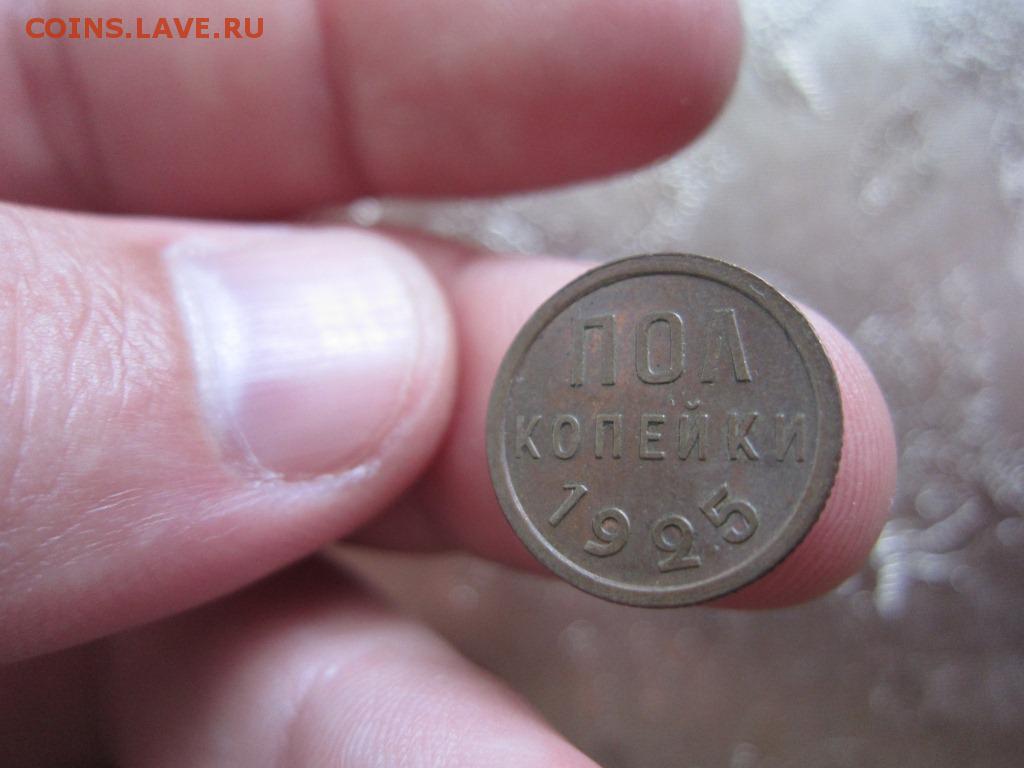 COINS.LAVE.RU
ПОЛ
КОПЕЙКИ
1925